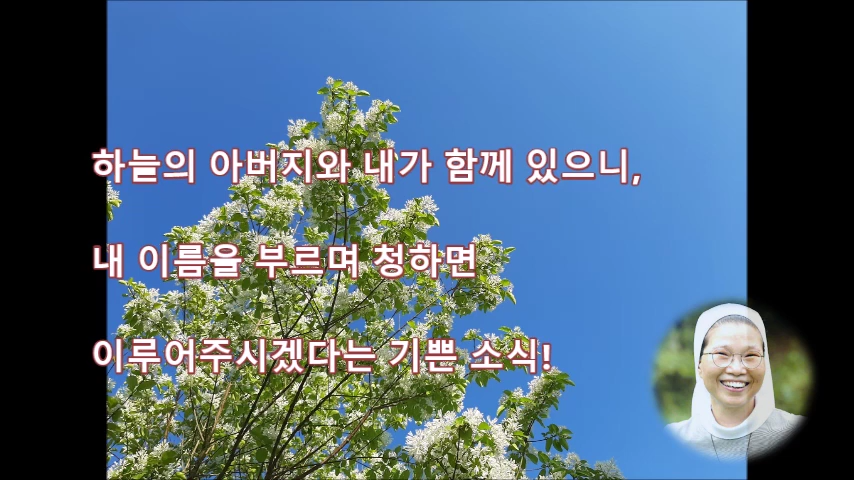 하늘의 아버지와 내가 함께 있으니,
내 이름을 부르며 청하면
이루어주시겠다는 기쁜 소식!